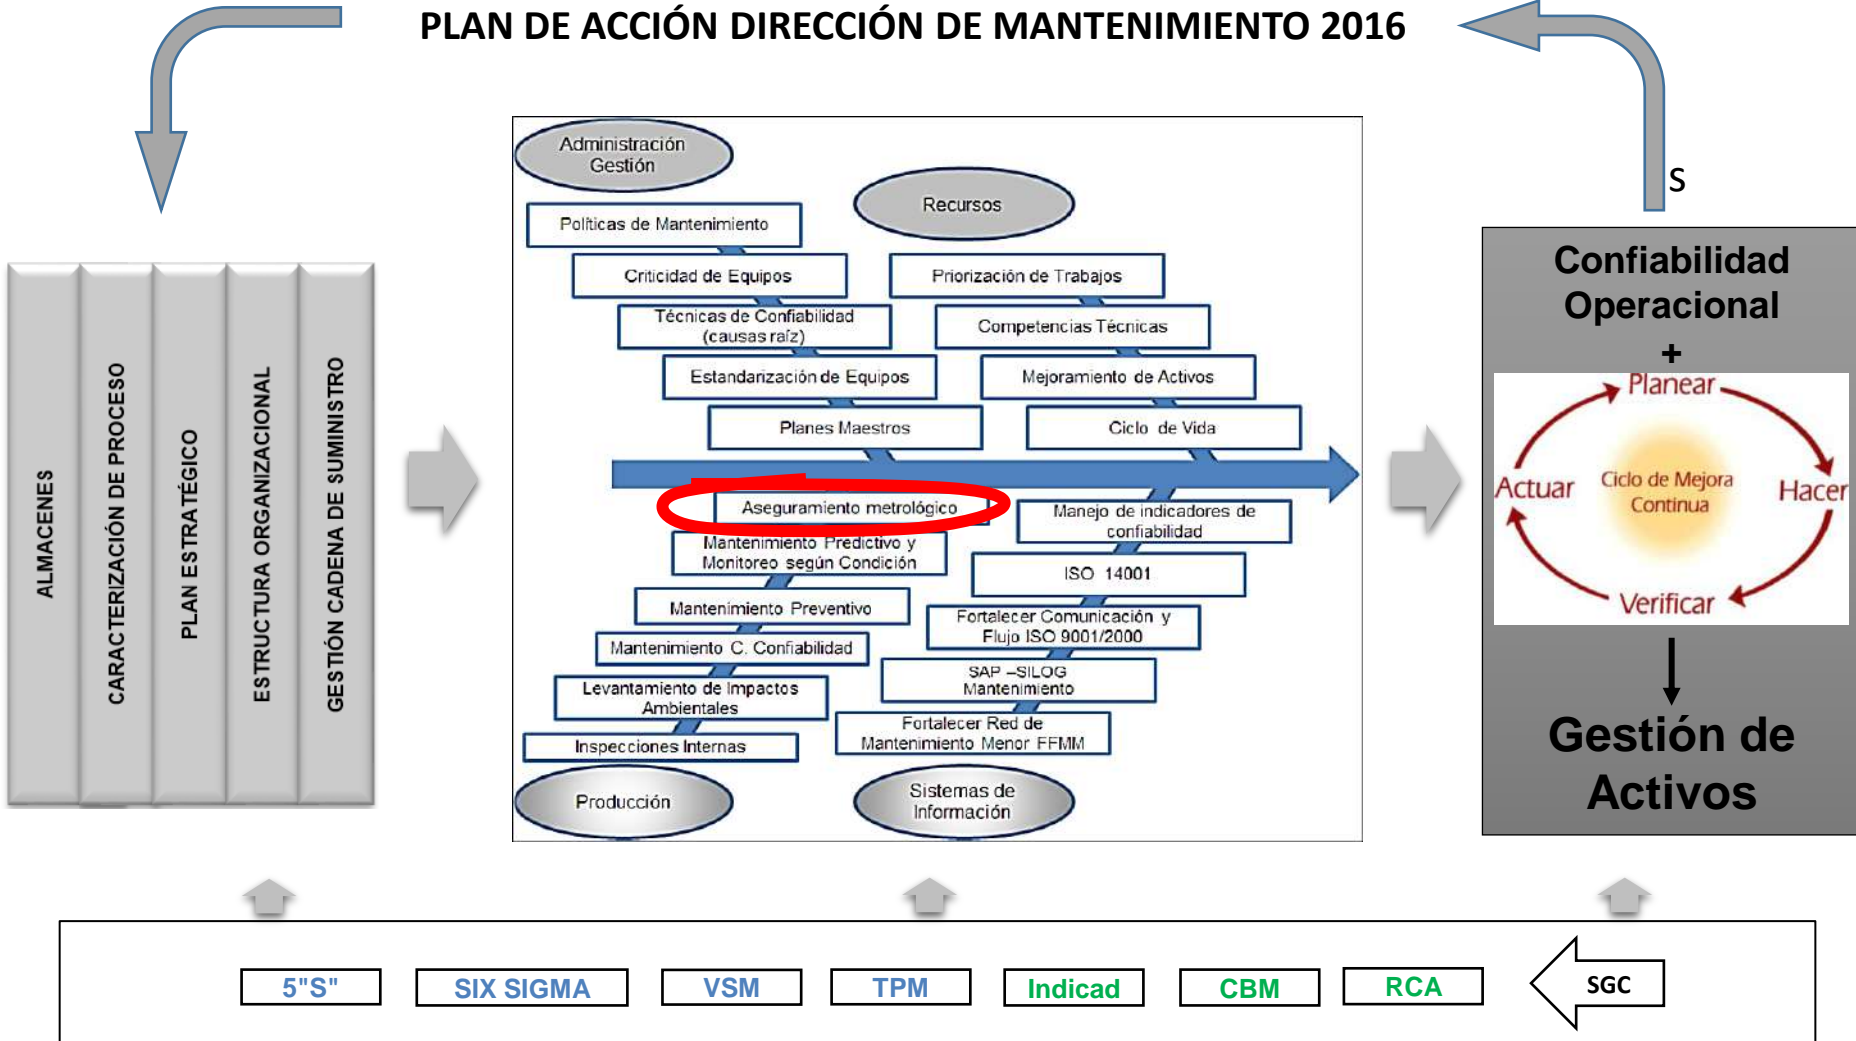 PLAN DE ACCIÓN DIRECCIÓN DE MANTENIMIENTO 2016
S
ALMACENES
CARACTERIZACIÓN DE PROCESO
PLAN ESTRATÉGICO
ESTRUCTURA ORGANIZACIONAL
GESTIÓN CADENA DE SUMINISTRO
Administración
Gestión
Políticas de Mantenimiento
Criticidad de Equipos
Técnicas de Confiabilidad
(causas raíz)
Estandarización de Equipos
Planes Maestros
Recursos
Priorización de Trabajos
Competencias Técnicas
Mejoramiento de Activos
Ciclo de Vida
Aseguramiento metrológico
Mantenimiento Predictivo y
Monitoreo según Condición
Mantenimiento Preventivo
Mantenimiento C. Confiabilidad
Levantamiento de Impactos
Ambientales
Inspecciones Internas
Producción
Manejo de indicadores de
confiabilidad
ISO 14001
Fortalecer Comunicación y
Flujo ISO 9001/2000
SAP –SILOG
Mantenimiento
Fortalecer Red de
Mantenimiento Menor FFMM
Sistemas de
Información
Confiabilidad
Operacional
+
Planear
Hacer
Verificar
Actuar
Ciclo de Mejora
Continua
Gestión de
Activos
5"S"
SIX SIGMA
VSM
TPM
Indicad
CBM
RCA
SGC